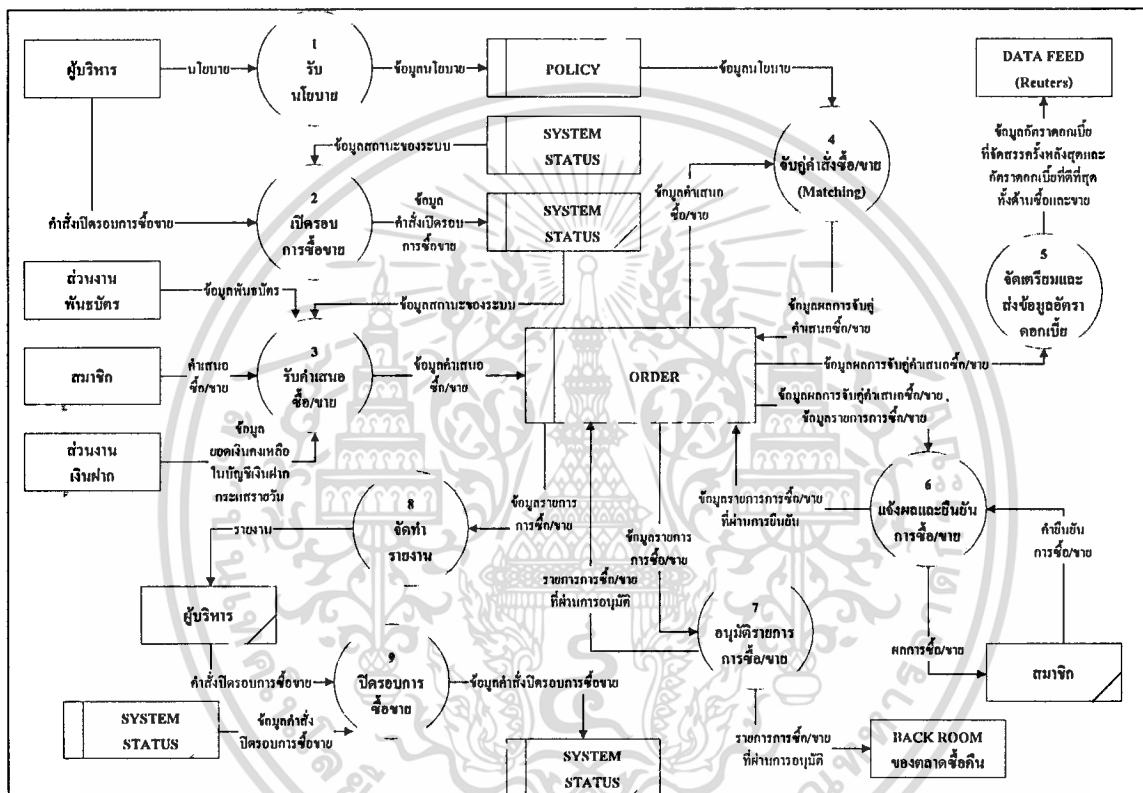 ผู้บริหาร
นโยบาย
1
รับ
นโยบาย
ข้อมูลนโยบาย
POLICY
ข้อมูลนโยบาย
DATA FEED
(Reuters)
ข้อมูลสถานะของระบบ
SYSTEM
STATUS
4
จับคู่คำสั่งซื้อ/ขาย
(Matching)
ข้อมูลอัตราดอกเบี้ย
ที่จัดสรรครั้งหลังสุดและ
อัตราดอกเบี้ยที่ดีที่สุด
ทั้งด้านซื้อและขาย
คำสั่งเปิดรอบการซื้อขาย
2
เปิดรอบ
การซื้อขาย
ข้อมูล
คำสั่งเปิดรอบ
การซื้อขาย
SYSTEM
STATUS
ข้อมูลคำเสนอ
ซื้อ/ขาย
ส่วนงาน
พันธบัตร
ข้อมูลพันธบัตร
ข้อมูลสถานะของระบบ
ข้อมูลผลการจับคู่
คำเสนอซื้อ/ขาย
5
จัดเตรียมและ
ส่งข้อมูลอัตรา
ดอกเบี้ย
สมาชิก
คำเสนอ
ซื้อ/ขาย
3
รับคำเสนอ
ซื้อ/ขาย
ข้อมูลคำเสนอ
ซื้อ/ขาย
ORDER
ข้อมูลผลการจับคู่คำเสนอซื้อ/ขาย
ข้อมูลผลการจับคู่คำเสนอซื้อ/ขาย,
ข้อมูลรายการการซื้อ/ขาย
ส่วนงาน
เงินฝาก
ข้อมูล
ยอดเงินคงเหลือ
ในบัญชีเงินฝาก
กระแสรายวัน
รายงาน
8
จัดทำ
รายงาน
ข้อมูลรายการ
การซื้อ/ขาย
ข้อมูลรายการ
การซื้อ/ขาย
ข้อมูลรายการการซื้อ/ขาย
ที่ผ่านการยืนยัน
6
แจ้งผลและยืนยัน
การซื้อ/ขาย
คำยืนยัน
การซื้อ/ขาย
รายการการซื้อ/ขาย
ที่ผ่านการอนุมัติ
7
อนุมัติรายการ
การซื้อ/ขาย
ผู้บริหาร
ผลการซื้อ/ขาย
สมาชิก
คำสั่งปิดรอบการซื้อขาย
9
ปิดรอบการ
ซื้อขาย
ข้อมูลคำสั่งปิดรอบการซื้อขาย
SYSTEM
STATUS
ข้อมูลคำสั่ง
ปิดรอบการซื้อขาย
SYSTEM
STATUS
รายการการซื้อ/ขาย
ที่ผ่านการอนุมัติ
BACK ROOM
ของตลาดซื้อคืน